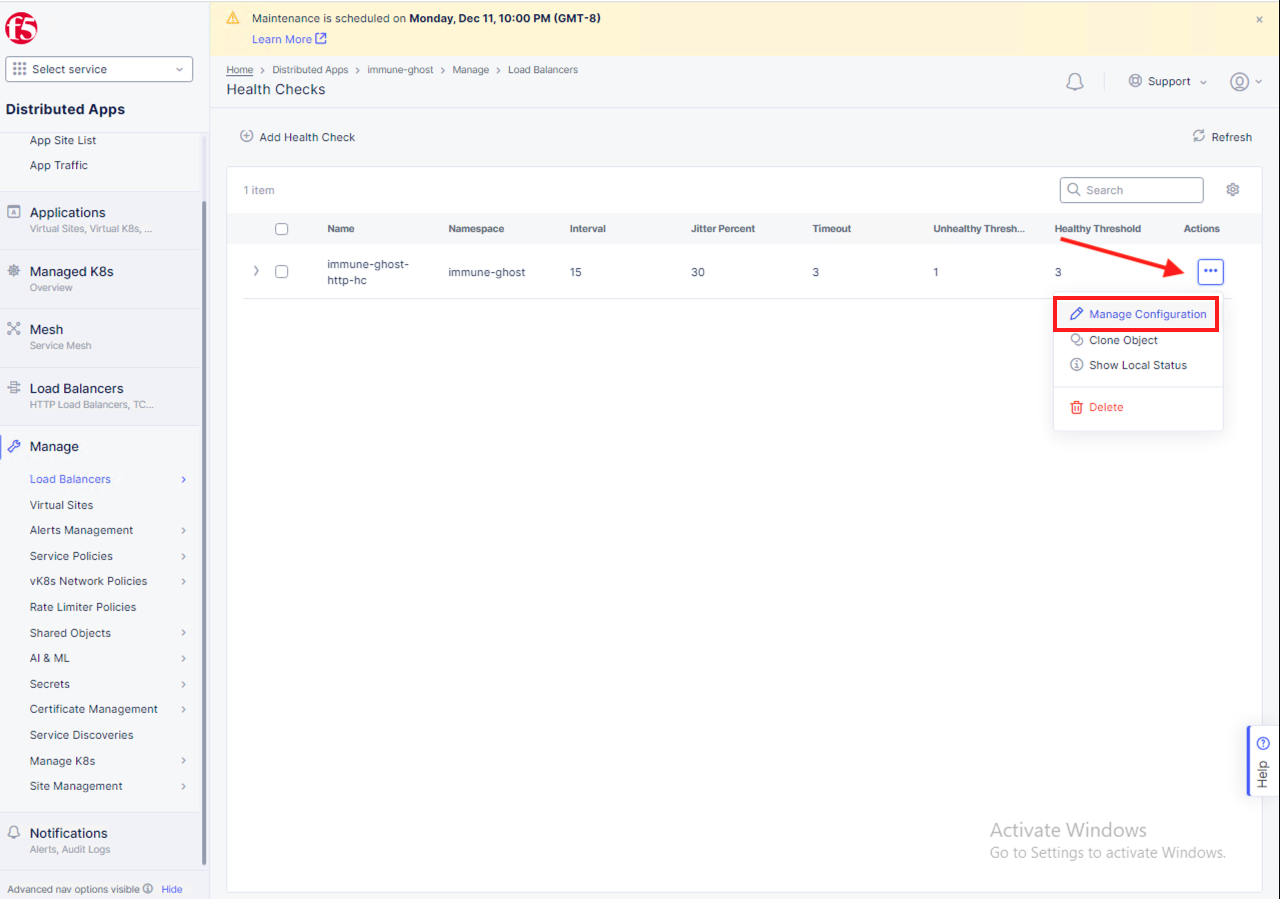 f5
Maintenance is scheduled on Monday, Dec 11, 10:00 PM (GMT-8)
Learn More
Select service
Distributed Apps
App Site List
App Traffic
Applications
Virtual Sites, Virtual K8s, ...
Managed K8s
Overview
Mesh
Service Mesh
Load Balancers
HTTP Load Balancers, TC...
Manage
Load Balancers
Virtual Sites
Alerts Management
Service Policies
vK8s Network Policies
Rate Limiter Policies
Shared Objects
AI & ML
Secrets
Certificate Management
Service Discoveries
Manage K8s
Site Management
Notifications
Alerts, Audit Logs
Advanced nav options visible Hide
Home > Distributed Apps > immune-ghost > Manage > Load Balancers
Health Checks
Support
Add Health Check
Refresh
1 item
Search
Name Namespace Interval Jitter Percent Timeout Unhealthy Thresh... Healthy Threshold Actions
immune-ghost-
http-hc
immune-ghost 15 30 3 1 3
Manage Configuration
Clone Object
Show Local Status
Delete
Help
Activate Windows
Go to Settings to activate Windows.